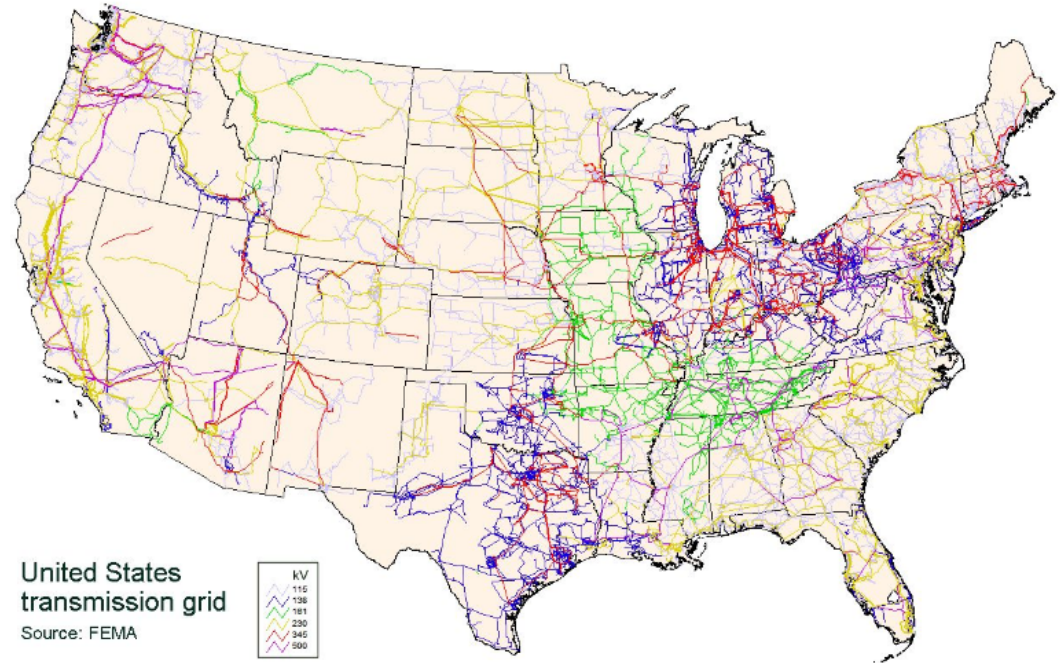 United States
transmission grid
Source: FEMA
kV
115
138
161
230
345
500